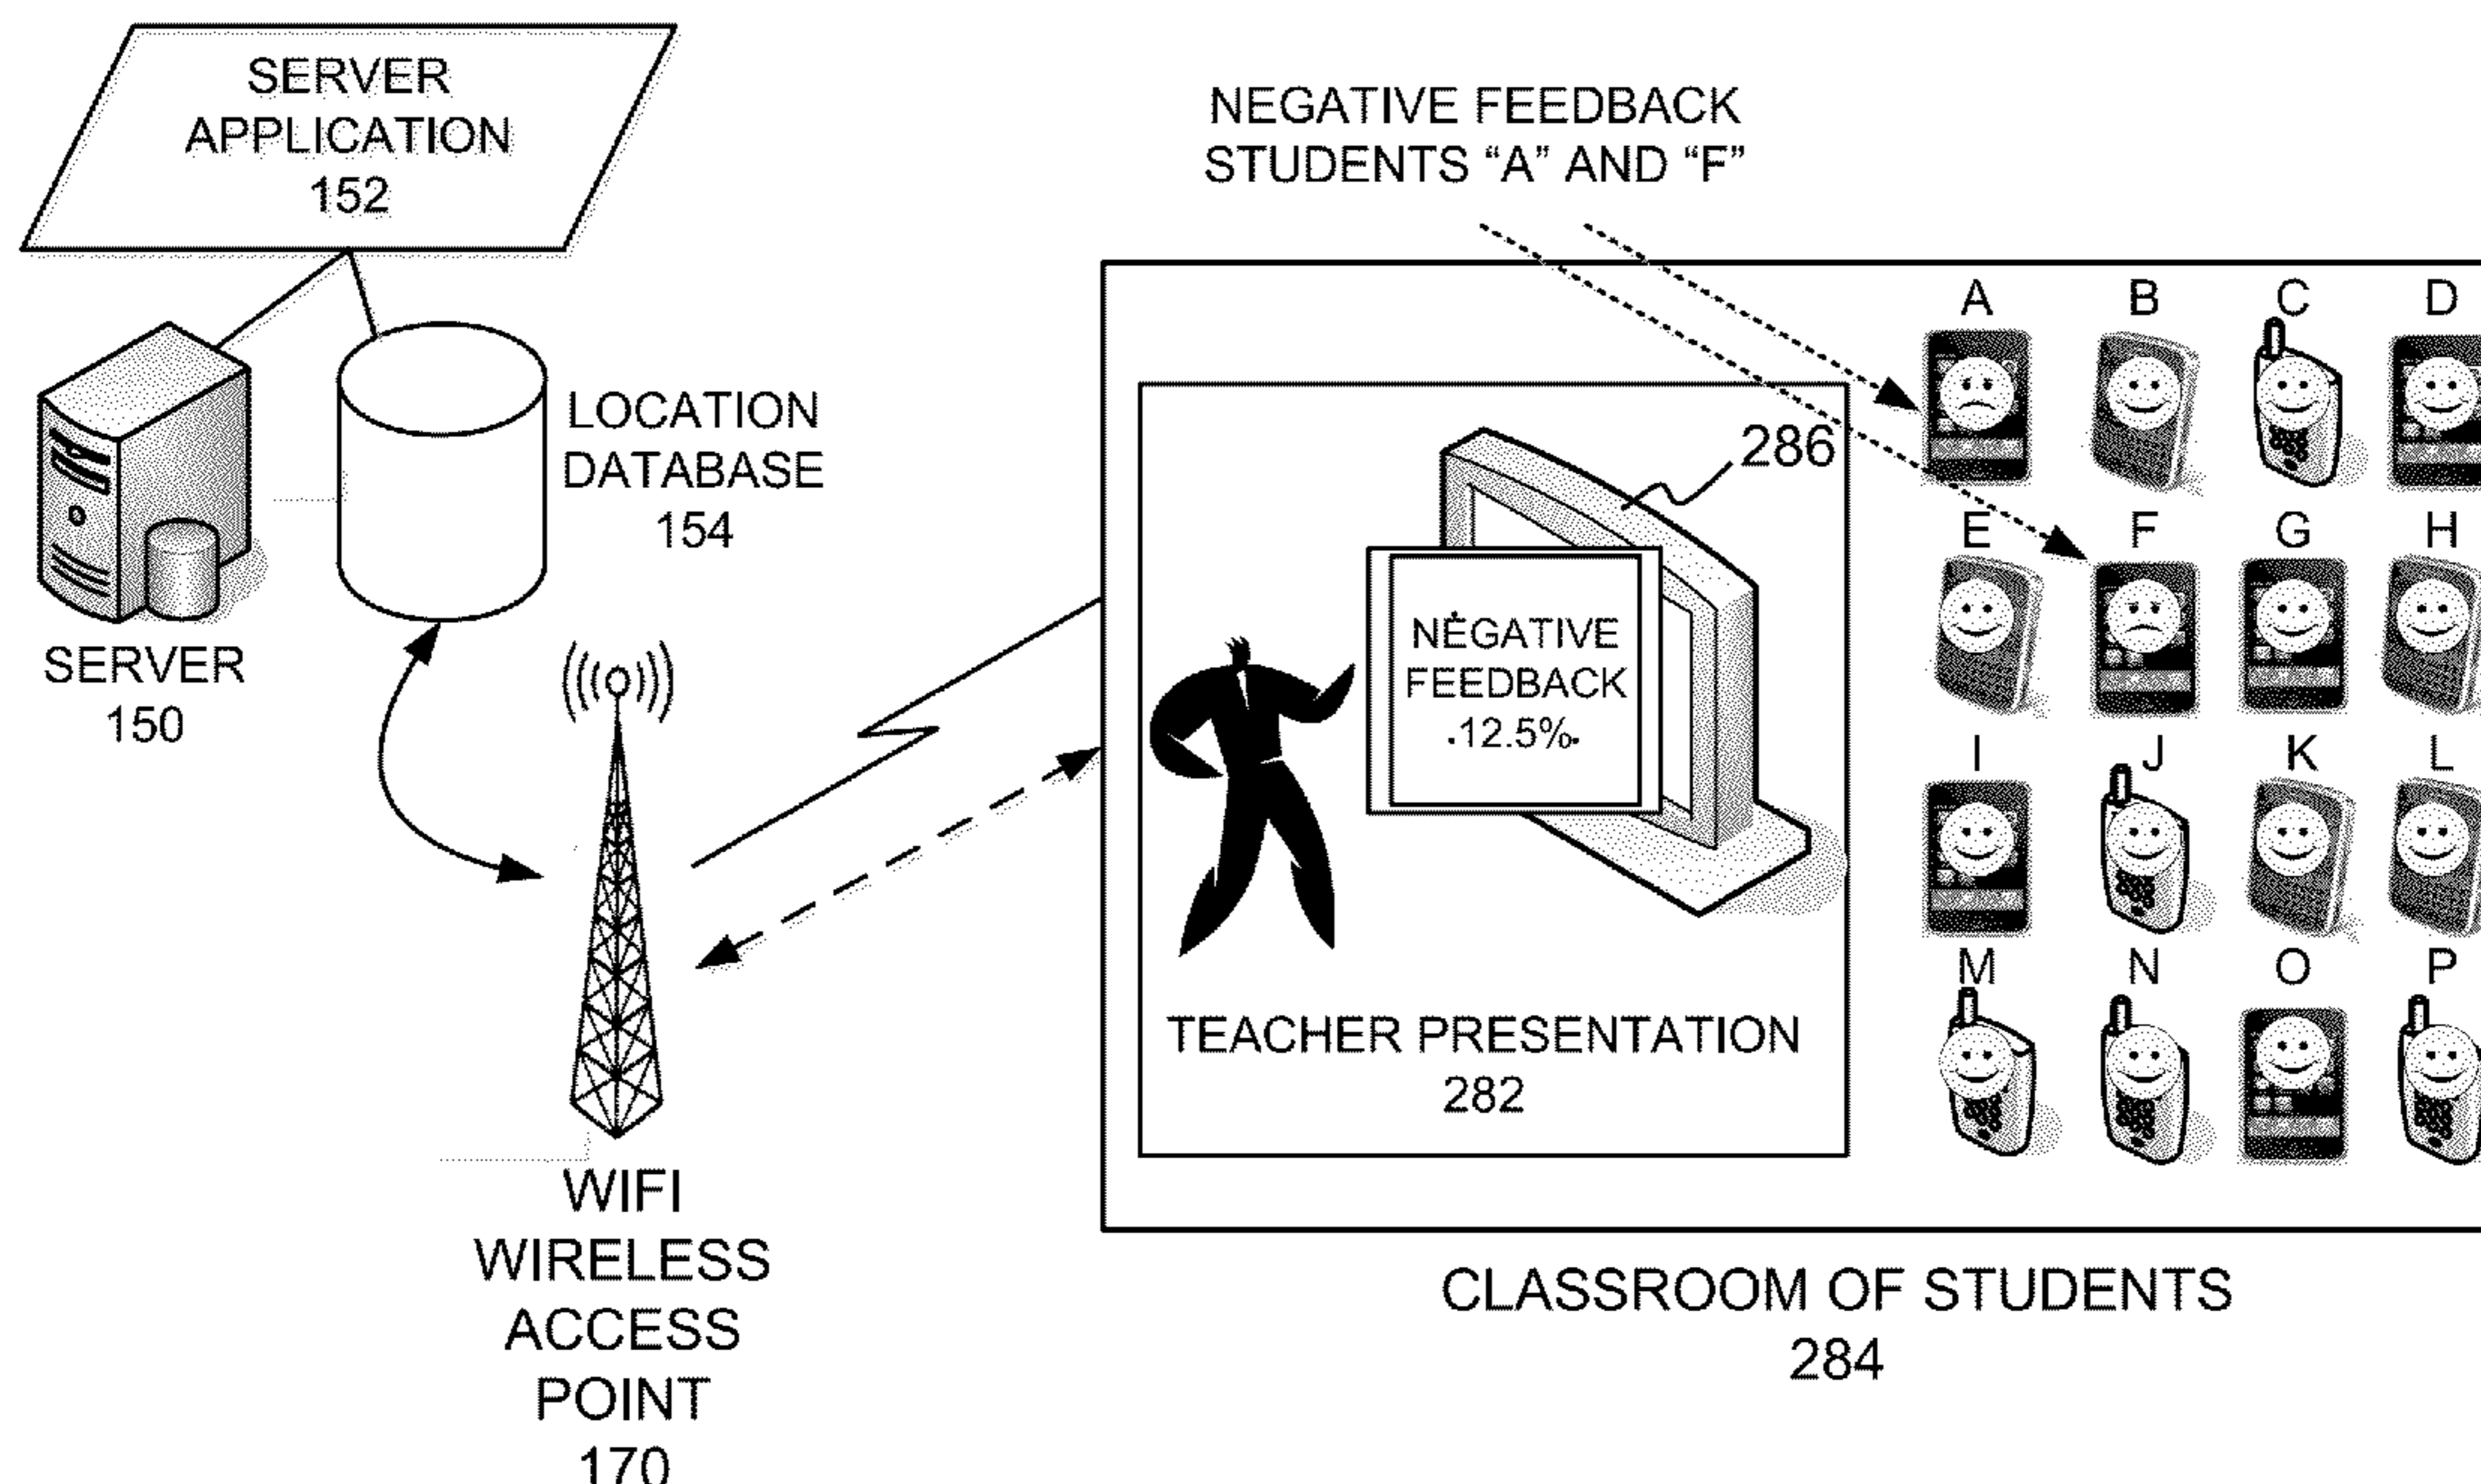 SERVER
APPLICATION
152
NEGATIVE FEEDBACK
STUDENTS “A” AND “F”
SERVER
150
LOCATION
DATABASE
154
286
NEGATIVE
FEEDBACK
12.5%
TEACHER PRESENTATION
282
A B C D
E F G H
I J K L
M N O P
WIFI
WIRELESS
ACCESS
POINT
170
CLASSROOM OF STUDENTS
284